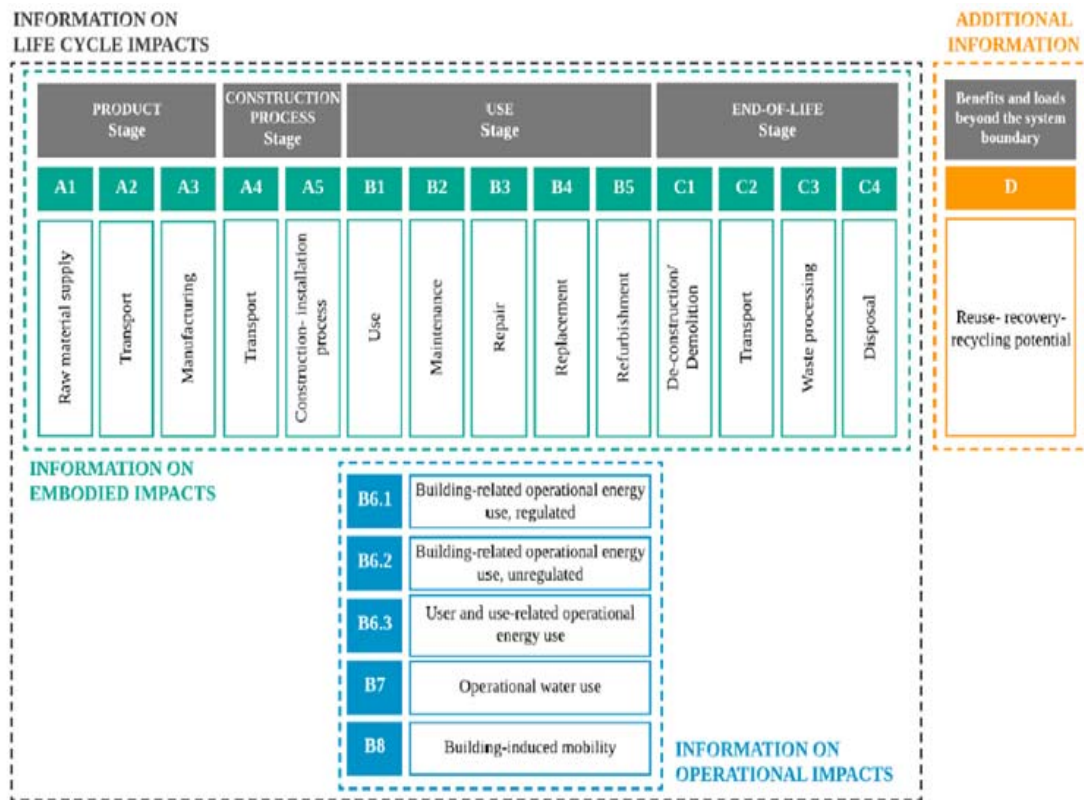 INFORMATION ON
LIFE CYCLE IMPACTS
ADDITIONAL
INFORMATION
PRODUCT
Stage
CONSTRUCTION
PROCESS
Stage
USE
Stage
END-OF-LIFE
Stage
Benefits and loads
beyond the system
boundary
A1
A2
A3
A4
A5
B1
B2
B3
B4
B5
C1
C2
C3
C4
D
Raw material supply
Transport
Manufacturing
Transport
Construction- installation
process
Use
Maintenance
Repair
Replacement
Refurbishment
De-construction/
Demolition
Transport
Waste processing
Disposal
Reuse- recovery-
recycling potential
INFORMATION ON
EMBODIED IMPACTS
B6.1
Building-related operational energy
use, regulated
B6.2
Building-related operational energy
use, unregulated
B6.3
User and use-related operational
energy use
B7
Operational water use
B8
Building-induced mobility
INFORMATION ON
OPERATIONAL IMPACTS